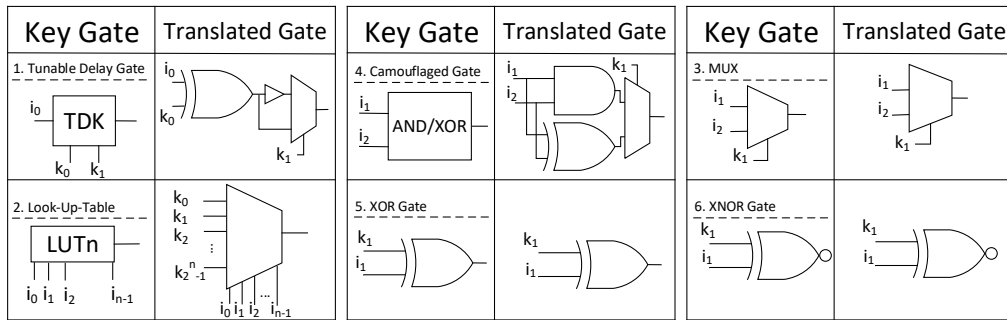 Key Gate
Translated Gate
1. Tunable Delay Gate
i0
TDK
k0 k1
i0
k0
k1
2. Look-Up-Table
LUTn
i0 i1 i2 in-1
k0
k1
k2
...
k2^n-1
i0 i1 i2 ... in-1
Key Gate
Translated Gate
4. Camouflaged Gate
i1
i2
AND/XOR
i1
i2
k1
5. XOR Gate
k1
i1
k1
i1
Key Gate
Translated Gate
3. MUX
i1
i2
k1
i1
i2
k1
6. XNOR Gate
k1
i1
k1
i1